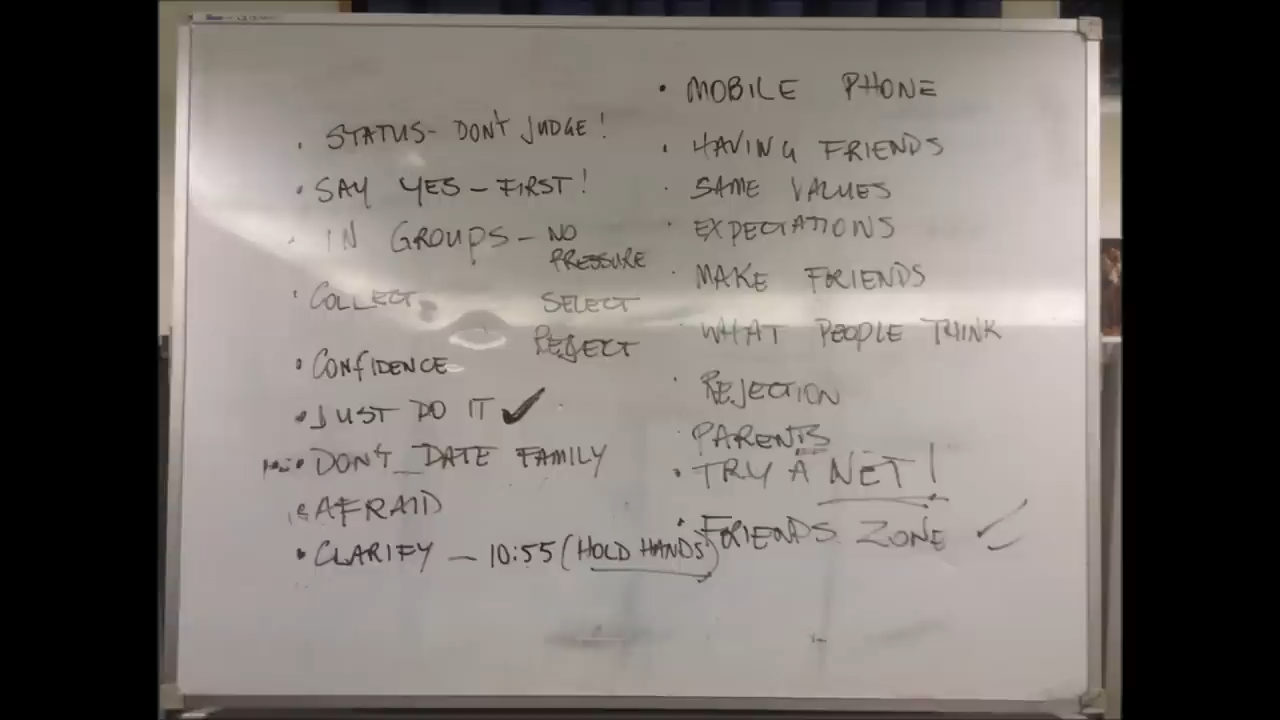 • STATUS- DON'T JUDGE!
• SAY YES - FIRST!
• IN GROUPS - NO
PRESSURE
• COLLECT SELECT
REJECT
• CONFIDENCE
• JUST DO IT ✓
• DON'T DATE FAMILY
AFRAID
• CLARIFY - 10:55 (HOLD HANDS)
• MOBILE PHONE
• HAVING FRIENDS
• SAME VALUES
• EXPECTATIONS
• MAKE FRIENDS
WHAT PEOPLE THINK
• REJECTION
• PARENTS
• TRY A NET!
• FRIENDS ZONE ✓